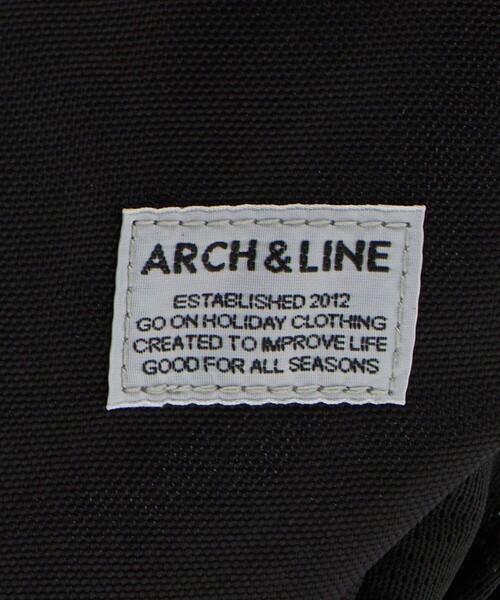 ARCH & LINE
ESTABLISHED 2012
GO ON HOLIDAY CLOTHING
CREATED TO IMPROVE LIFE
GOOD FOR ALL SEASONS